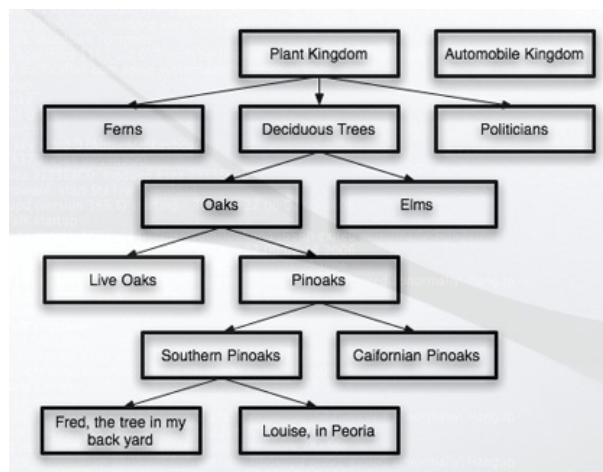 Plant Kingdom
Automobile Kingdom
Ferns
Deciduous Trees
Politicians
Oaks
Elms
Live Oaks
Pinoaks
Southern Pinoaks
Caifornian Pinoaks
Fred, the tree in my
back yard
Louise, in Peoria